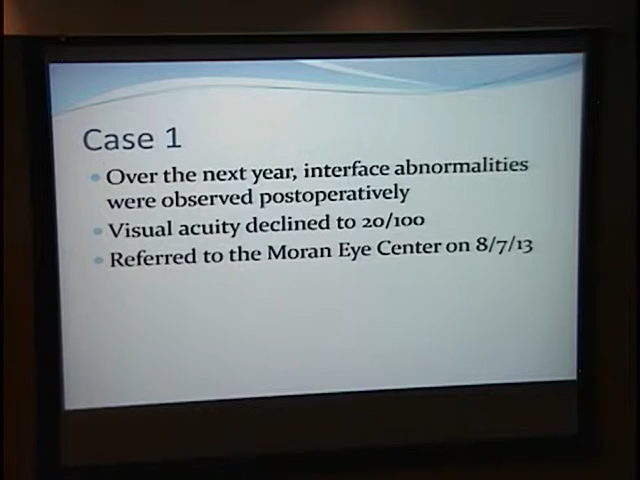 Case 1
Over the next year, interface abnormalities
were observed postoperatively
Visual acuity declined to 20/100
Referred to the Moran Eye Center on 8/7/13